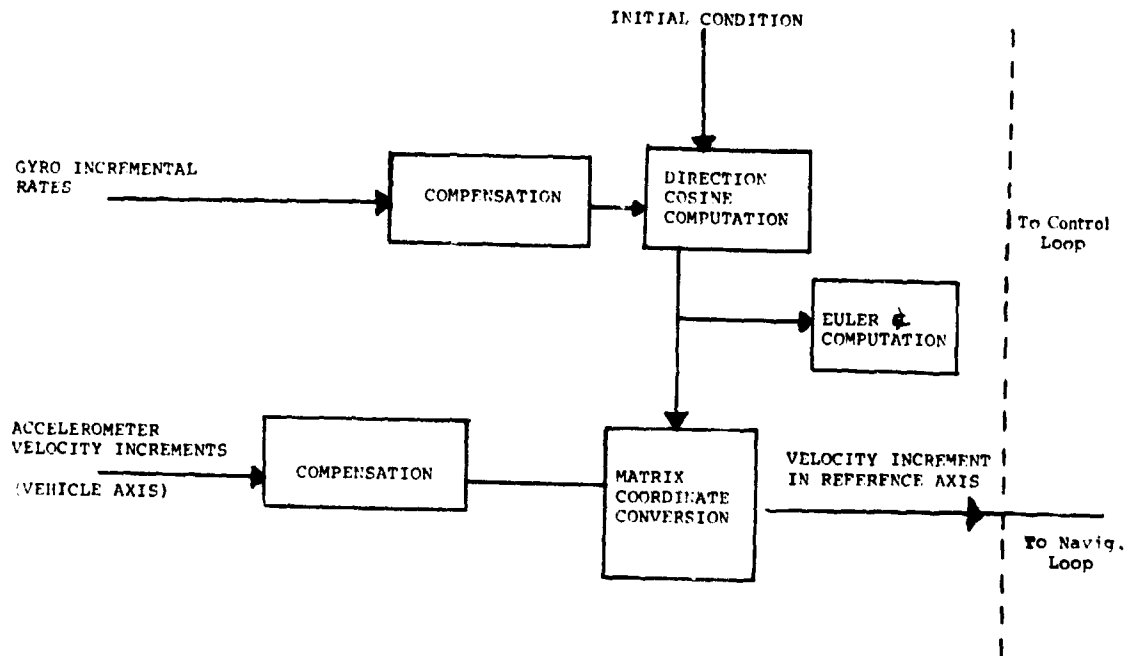 INITIAL CONDITION
GYRO INCREMENTAL
RATES
COMPENSATION
DIRECTION
COSINE
COMPUTATION
To Control
Loop
EULER
COMPUTATION
ACCELEROMETER
VELOCITY INCREMENTS
(VEHICLE AXIS)
COMPENSATION
MATRIX
COORDINATE
CONVERSION
VELOCITY INCREMENT
IN REFERENCE AXIS
To Navig.
Loop